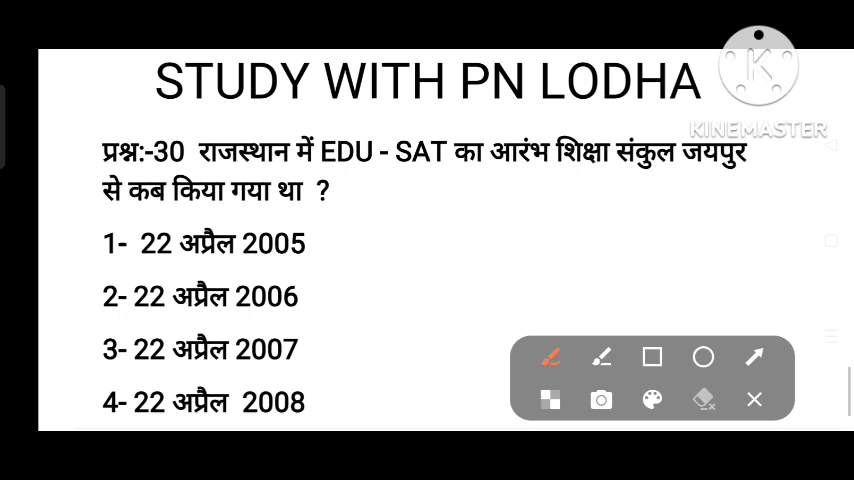 STUDY WITH PN LODHA
K
KINEMASTER
प्रश्न:-30 राजस्थान में EDU - SAT का आरंभ शिक्षा संकुल जयपुर
से कब किया गया था ?
1- 22 अप्रैल 2005
2- 22 अप्रैल 2006
3- 22 अप्रैल 2007
4- 22 अप्रैल 2008